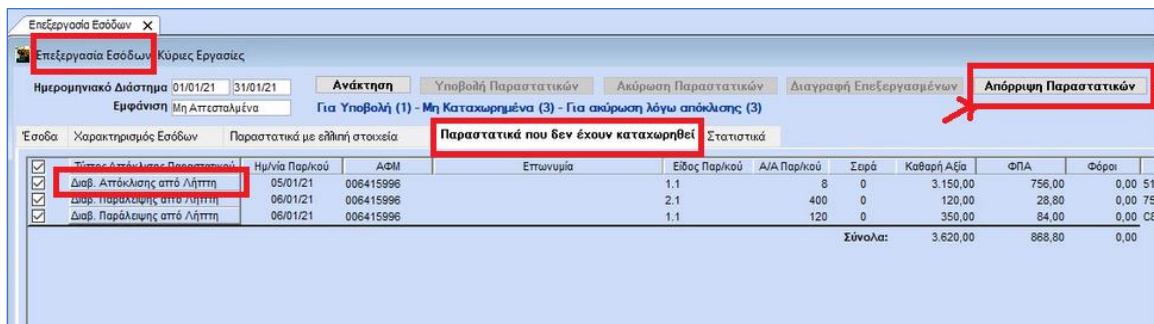 Επεξεργασία Εσόδων X
Επεξεργασία Εσόδων Κύριες Εργασίες
Ημερομηνιακό Διάστημα 01/01/21 31/01/21 Ανάκτηση Υποβολή Παραστατικών Ακύρωση Παραστατικών Διαγραφή Επεξεργασμένων Απόρριψη Παραστατικών
Εμφάνιση Μη Απεσταλμένα Για Υποβολή (1) - Μη Καταχωρημένα (3) - Για ακύρωση λόγω απόκλισης (3)
Έσοδα Χαρακτηρισμός Εσόδων Παραστατικά με ελλιπή στοιχεία Παραστατικά που δεν έχουν καταχωρηθεί Στατιστικά
Τύπος Απόκλισης Παραστατικού Ημ/νία Παρ/κού ΑΦΜ Επωνυμία Είδος Παρ/κού Α/Α Παρ/κού Σειρά Καθαρή Αξία ΦΠΑ Φόροι
Διαβ. Απόκλισης από Λήπτη 05/01/21 006415996 1.1 8 0 3.150,00 756,00 0,00 51
Διαβ. Παράλειψης από Λήπτη 06/01/21 006415996 2.1 400 0 120,00 28,80 0,00 75
Διαβ. Παράλειψης από Λήπτη 06/01/21 006415996 1.1 120 0 350,00 84,00 0,00 C8
Σύνολα: 3.620,00 868,80 0,00